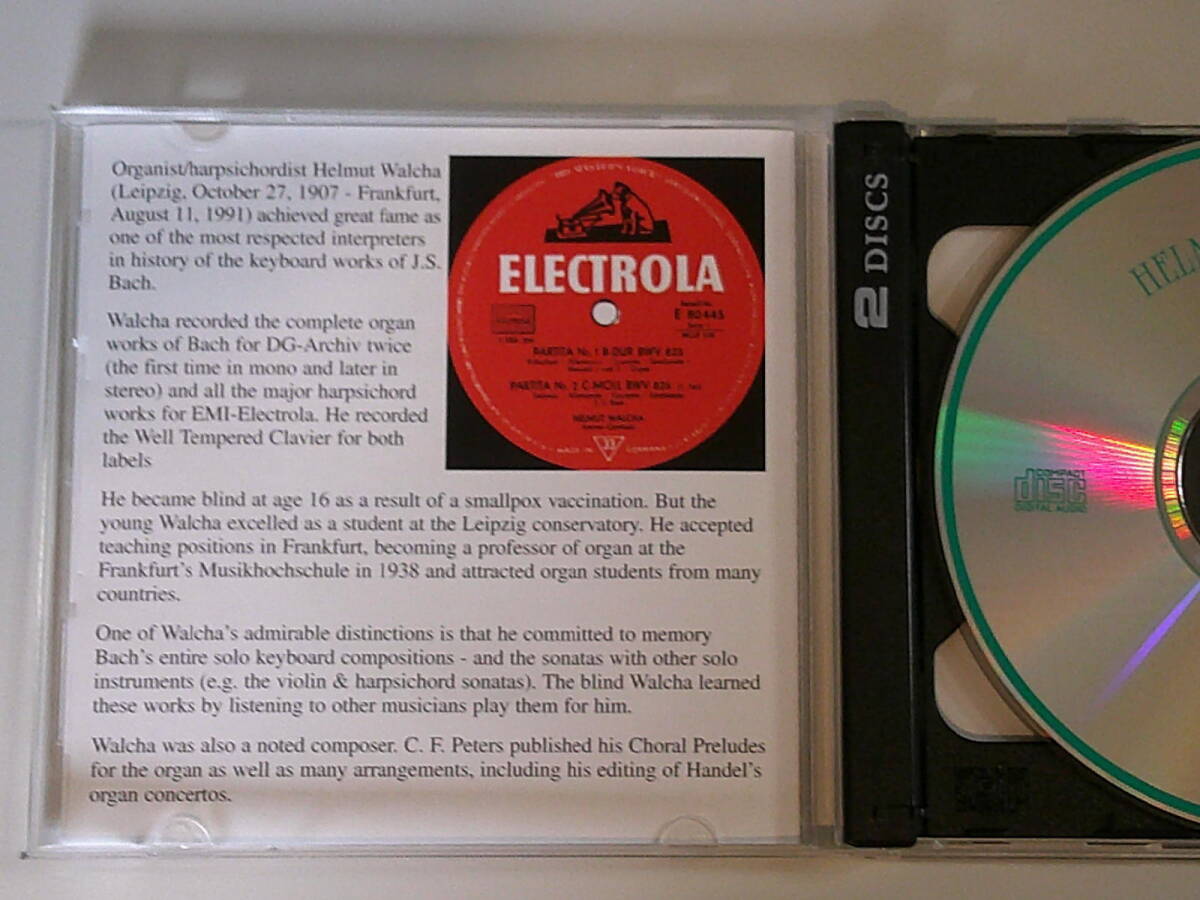 Organist/harpsichordist Helmut Walcha
(Leipzig, October 27, 1907 - Frankfurt,
August 11, 1991) achieved great fame as
one of the most respected interpreters
in history of the keyboard works of J.S.
Bach.
Walcha recorded the complete organ
works of Bach for DG-Archiv twice
(the first time in mono and later in
stereo) and all the major harpsichord
works for EMI-Electrola. He recorded
the Well Tempered Clavier for both
labels
He became blind at age 16 as a result of a smallpox vaccination. But the
young Walcha excelled as a student at the Leipzig conservatory. He accepted
teaching positions in Frankfurt, becoming a professor of organ at the
Frankfurt's Musikhochschule in 1938 and attracted organ students from many
countries.
One of Walcha's admirable distinctions is that he committed to memory
Bach's entire solo keyboard compositions - and the sonatas with other solo
instruments (e.g. the violin & harpsichord sonatas). The blind Walcha learned
these works by listening to other musicians play them for him.
Walcha was also a noted composer. C. F. Peters published his Choral Preludes
for the organ as well as many arrangements, including his editing of Handel's
organ concertos.
ELECTROLA
E 80445
PARTITA Nr. 1 B-DUR BWV 825
PARTITA Nr. 2 C-MOLL BWV 826
HELMUT WALCHA
MADE IN GERMANY
33
2 DISCS
HELM
COMPACT
disc
DIGITAL AUDIO